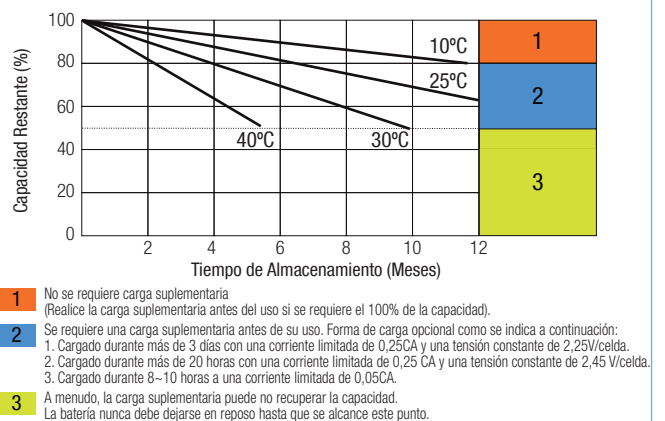 Capacidad Restante (%)
100
80
60
40
20
0
10ºC
25ºC
40ºC
30ºC
1
2
3
2
4
6
8
10
12
Tiempo de Almacenamiento (Meses)
1 No se requiere carga suplementaria
(Realice la carga suplementaria antes del uso si se requiere el 100% de la capacidad).
2 Se requiere una carga suplementaria antes de su uso. Forma de carga opcional como se indica a continuación:
1. Cargado durante más de 3 días con una corriente limitada de 0,25CA y una tensión constante de 2,25V/celda.
2. Cargado durante más de 20 horas con una corriente limitada de 0,25 CA y una tensión constante de 2,45 V/celda.
3. Cargado durante 8~10 horas a una corriente limitada de 0,05CA.
3 A menudo, la carga suplementaria puede no recuperar la capacidad.
La batería nunca debe dejarse en reposo hasta que se alcance este punto.